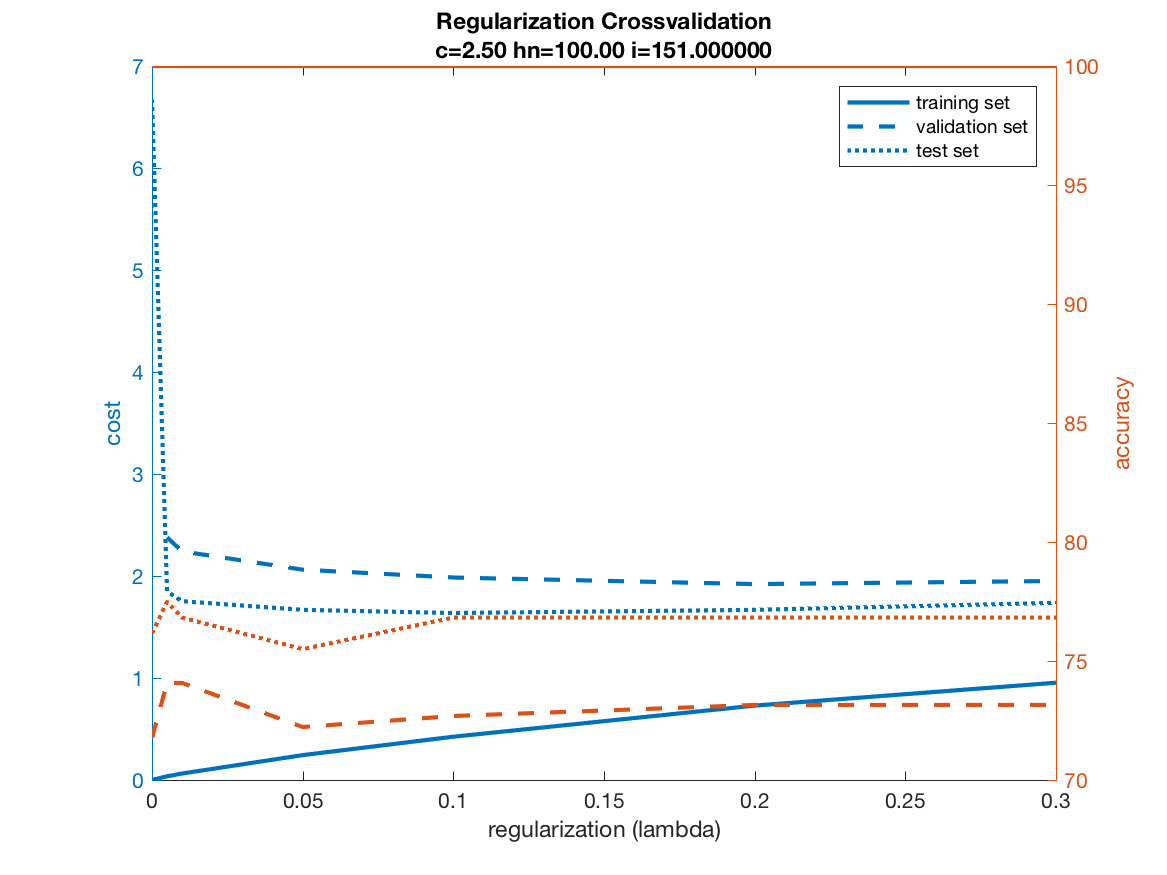 Regularization Crossvalidation
c=2.50 hn=100.00 i=151.000000
7
6
5
4
3
2
1
0
cost
100
95
90
85
80
75
70
accuracy
training set
validation set
test set
0 0.05 0.1 0.15 0.2 0.25 0.3
regularization (lambda)